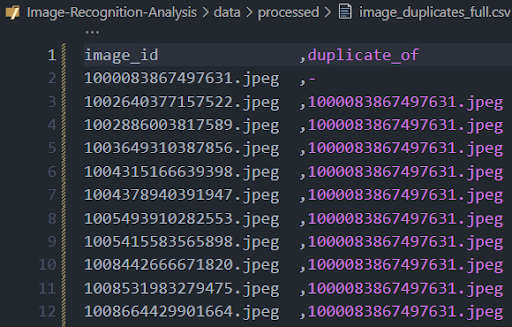 Image-Recognition-Analysis > data > processed > image_duplicates_full.csv
...
1 image_id ,duplicate_of
2 1000083867497631.jpeg ,-
3 1002640377157522.jpeg ,1000083867497631.jpeg
4 1002886003817589.jpeg ,1000083867497631.jpeg
5 1003649310387856.jpeg ,1000083867497631.jpeg
6 1004315166639398.jpeg ,1000083867497631.jpeg
7 1004378940391947.jpeg ,1000083867497631.jpeg
8 1005493910282553.jpeg ,1000083867497631.jpeg
9 1005415583565898.jpeg ,1000083867497631.jpeg
10 1008442666671820.jpeg ,1000083867497631.jpeg
11 1008531983279475.jpeg ,1000083867497631.jpeg
12 1008664429901664.jpeg ,1000083867497631.jpeg